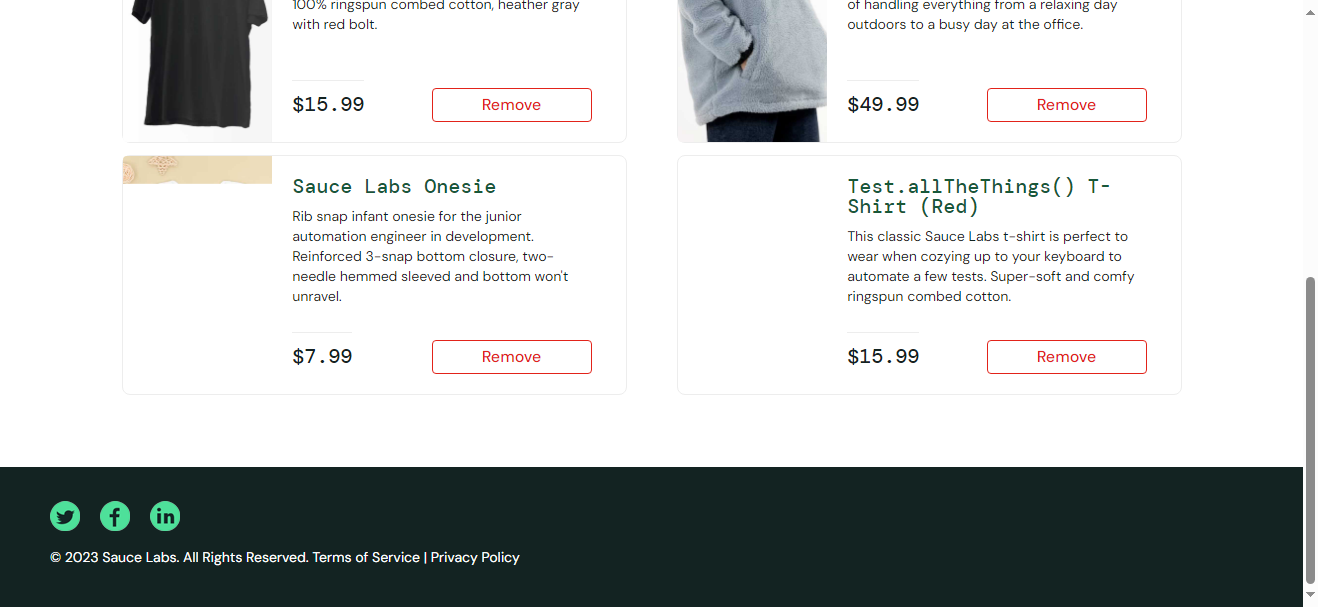 100% ringspun combed cotton, heather gray
with red bolt.
$15.99
Remove
of handling everything from a relaxing day
outdoors to a busy day at the office.
$49.99
Remove
Sauce Labs Onesie
Rib snap infant onesie for the junior
automation engineer in development.
Reinforced 3-snap bottom closure, two-
needle hemmed sleeved and bottom won't
unravel.
$7.99
Remove
Test.allTheThings() T-
Shirt (Red)
This classic Sauce Labs t-shirt is perfect to
wear when cozying up to your keyboard to
automate a few tests. Super-soft and comfy
ringspun combed cotton.
$15.99
Remove
© 2023 Sauce Labs. All Rights Reserved. Terms of Service | Privacy Policy